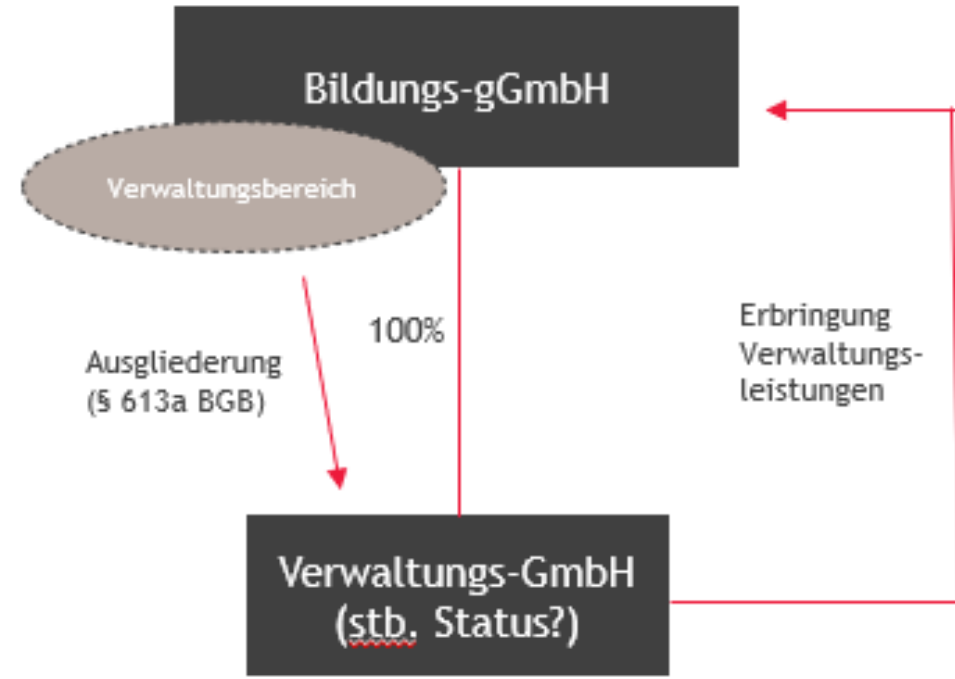 Bildungs-gGmbH
Verwaltungsbereich
Ausgliederung
(§ 613a BGB)
100%
Erbringung
Verwaltungs-
leistungen
Verwaltungs-GmbH
(stb. Status?)